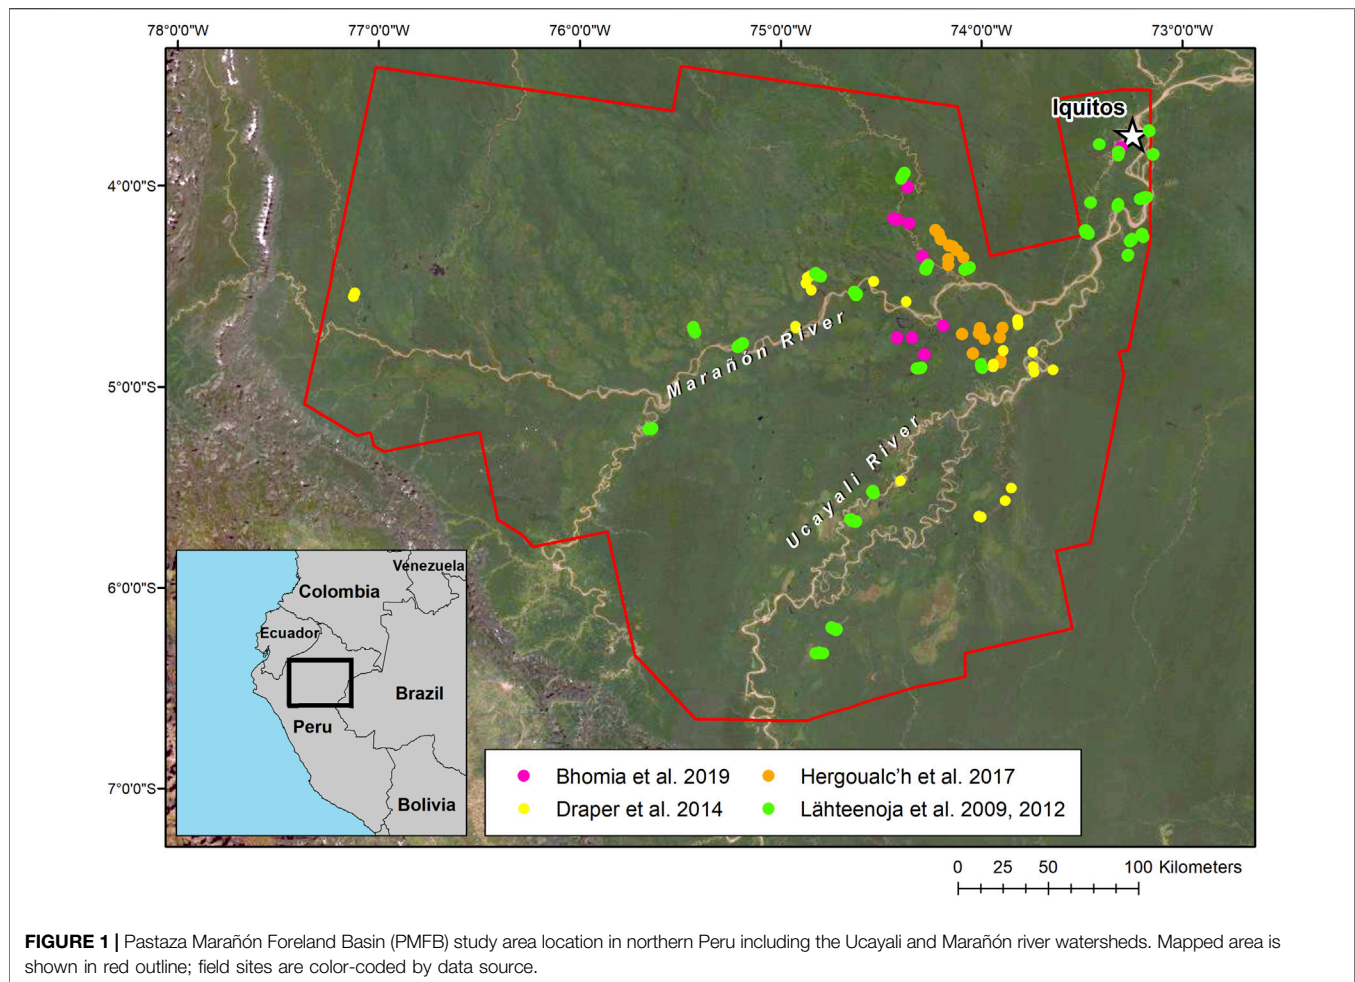 78°0'0"W 77°0'0"W 76°0'0"W 75°0'0"W 74°0'0"W 73°0'0"W
Iquitos
4°0'0"S
Marañón River
5°0'0"S
Ucayali River
6°0'0"S
7°0'0"S
Venezuela
Colombia
Ecuador
Brazil
Peru
Bolivia
Bhomia et al. 2019 Hergoualc'h et al. 2017
Draper et al. 2014 Lähteenoja et al. 2009, 2012
0 25 50 100 Kilometers
FIGURE 1 | Pastaza Marañón Foreland Basin (PMFB) study area location in northern Peru including the Ucayali and Marañón river watersheds. Mapped area is
shown in red outline; field sites are color-coded by data source.